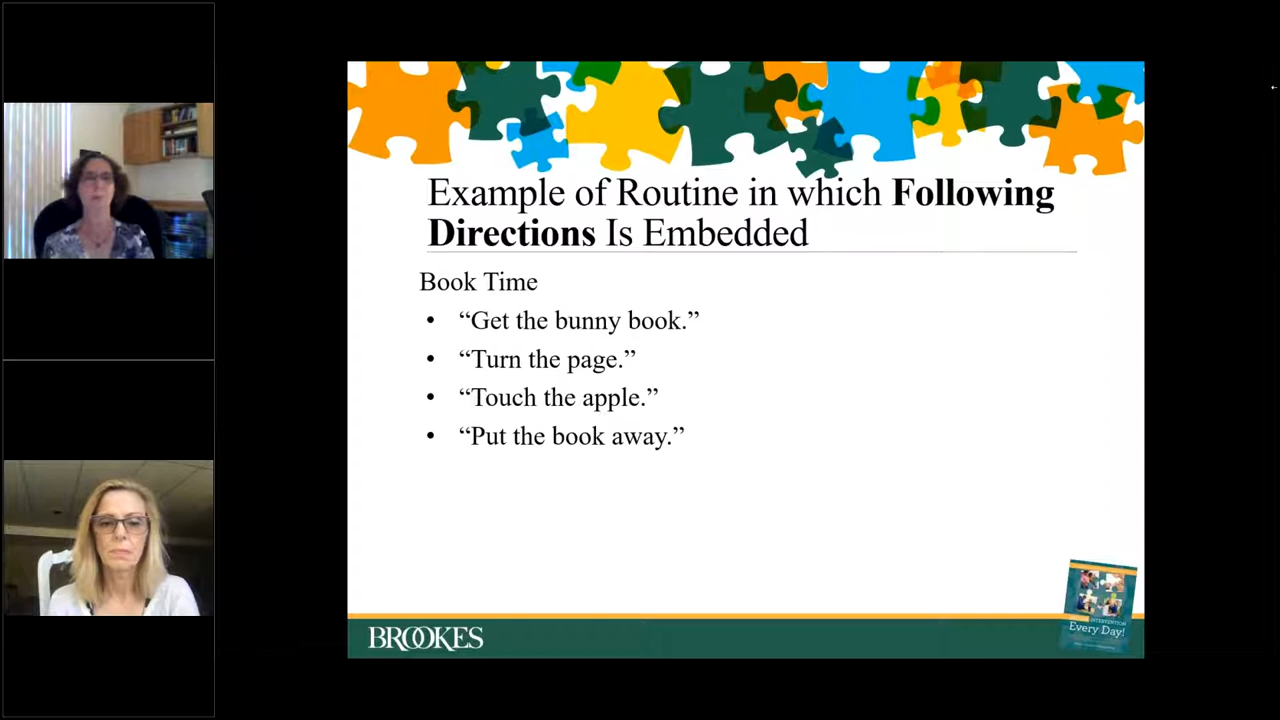 Example of Routine in which Following
Directions Is Embedded
Book Time
• “Get the bunny book.”
• “Turn the page.”
• “Touch the apple.”
• “Put the book away.”
BROOKES
INTERVENTION
Every Day!